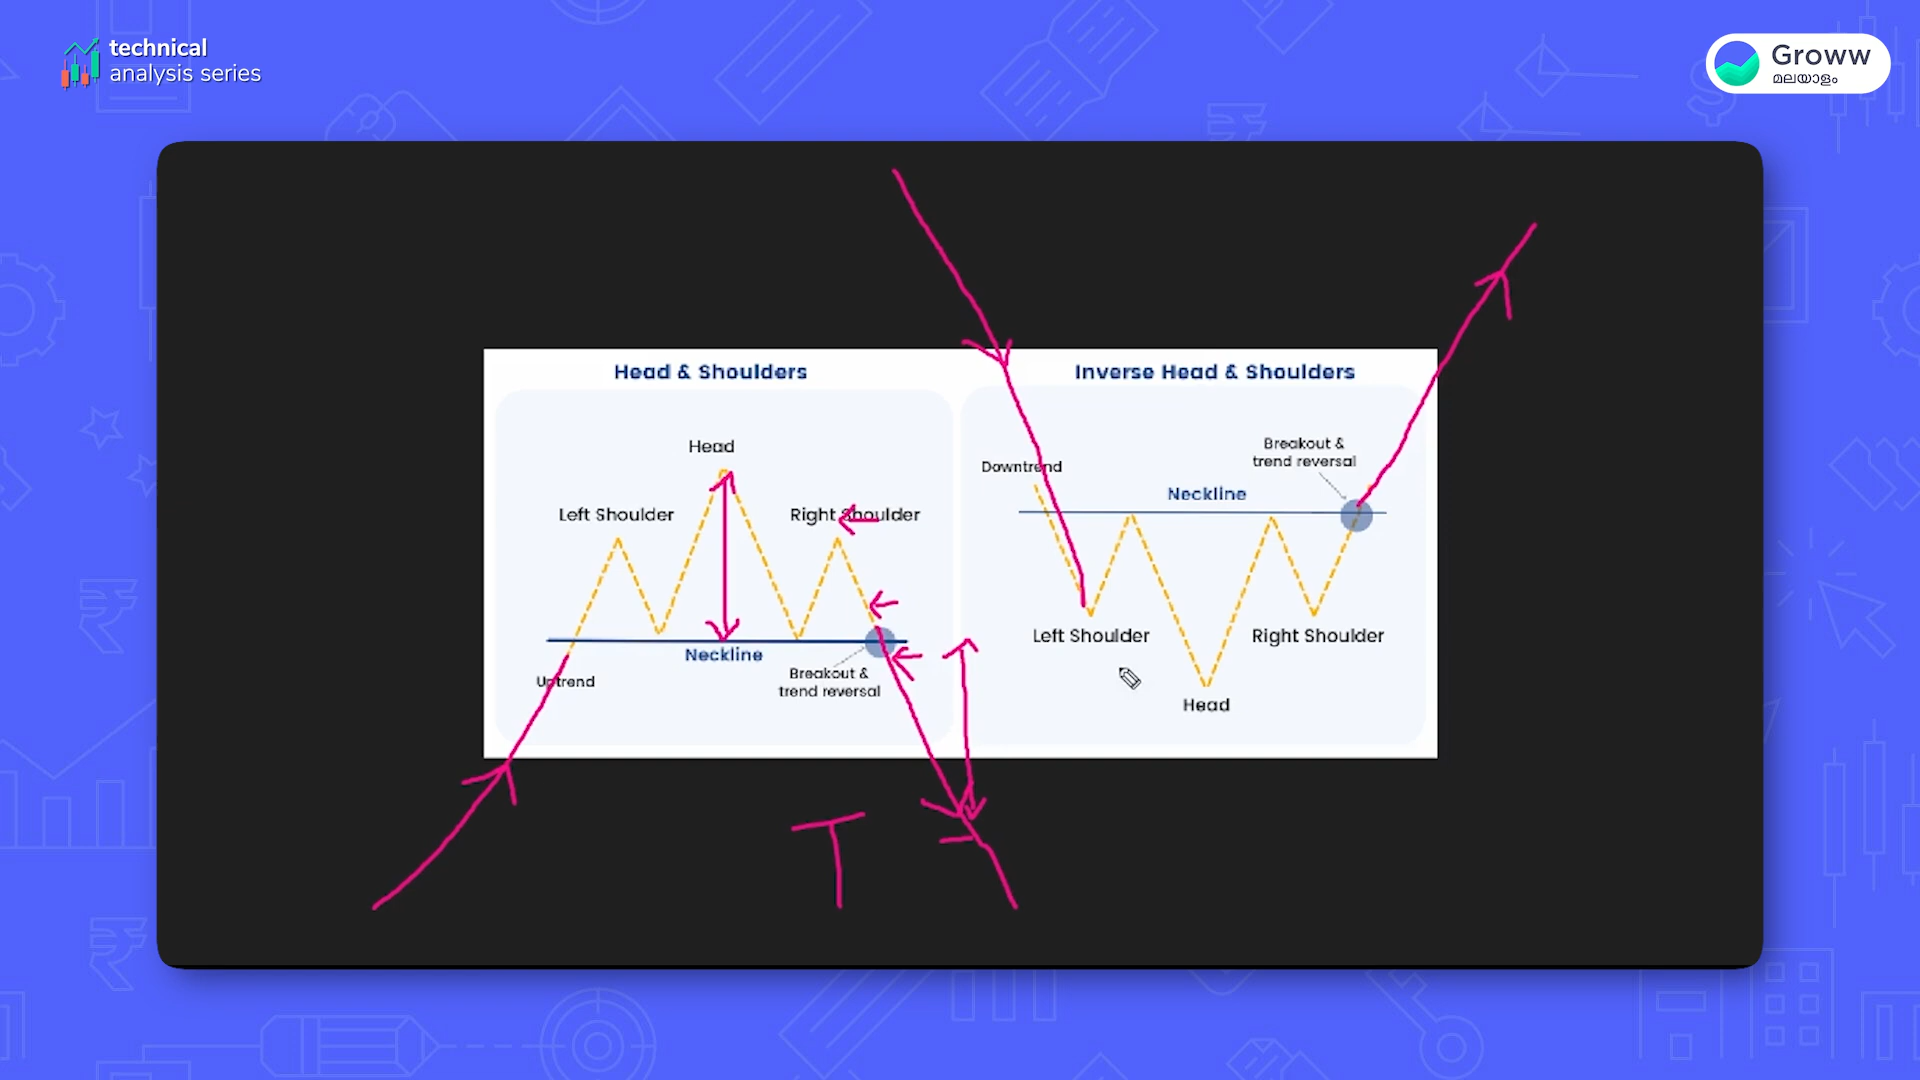 technical
analysis series
Groww
മലയാളം
Head & Shoulders
Head
Left Shoulder
Right Shoulder
Neckline
Uptrend
Breakout &
trend reversal
Inverse Head & Shoulders
Downtrend
Breakout &
trend reversal
Neckline
Left Shoulder
Right Shoulder
Head
T